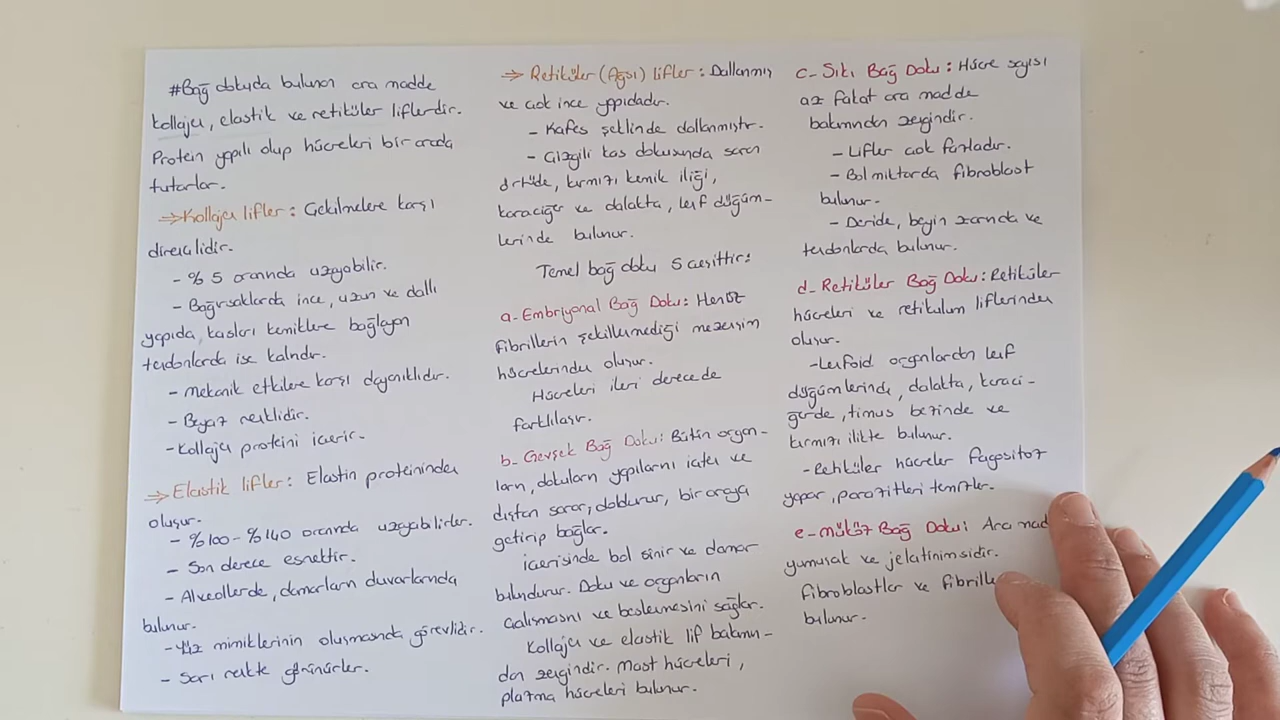 #Bağ dokuda bulunan ara madde
kollajen, elastik ve retiküler liflerdir.
Protein yapılı olup hücreleri bir arada
tutarlar.
⇒Kollajen lifler: Çekilmelere karşı
dirençlidir.
- %5 oranında uzayabilir.
- Bağırsaklarda ince, uzun ve dallı
yapıda, kasları kemiklere bağlayan
tendonlarda ise kalındır.
- Mekanik etkilere karşı dayanıklıdır.
- Beyaz renklidir.
- Kollajen proteini içerir.
⇒Elastik lifler: Elastin proteininden
oluşur.
- %100-%140 oranında uzayabilirler.
- Son derece esnektir.
- Alveollerde, damarların duvarlarında
bulunur.
- Yüz mimiklerinin oluşmasında görevlidir.
- Sarı renkte görünürler.
⇒ Retiküler (Ağsı) lifler: Dallanmış
ve çok ince yapıdadır.
- Kafes şeklinde dallanmıştır.
- Çizgili kas dokusunda saran
örtüde, kırmızı kemik iliği,
karaciğer ve dalakta, lenf düğüm-
lerinde bulunur.
Temel bağ doku 5 çeşittir:
a- Embriyonal Bağ Doku: Henüz
fibrillerin şekillenmediği mezenşim
hücrelerinden oluşur.
Hücreleri ileri derecede
farklılaşır.
b- Gevşek Bağ Doku: Bütün organ-
ların, dokuların yapılarını içten ve
dıştan sarar, doldurur, bir araya
getirip bağlar.
içerisinde bol sinir ve damar
bulundurur. Doku ve organların
çalışmasını ve beslenmesini sağlar.
Kollajen ve elastik lif bakımın-
dan zengindir. Mast hücreleri,
plazma hücreleri bulunur.
c- Sıkı Bağ Doku: Hücre sayısı
az fakat ara madde
bakımından zengindir.
- Lifler çok fazladır.
- Bol miktarda fibroblast
bulunur.
- Deride, beyin zarında ve
tendonlarda bulunur.
d- Retiküler Bağ Doku: Retiküler
hücreleri ve retikulum liflerinden
oluşur.
- Lenfoid organlardan lenf
düğümlerinde, dalakta, karaci-
ğerde, timus bezinde ve
kırmızı ilikte bulunur.
- Retiküler hücreler fagositoz
yapar, parazitleri temizler.
e- müköz Bağ Doku: Ara mad
yumuşak ve jelatinimsidir.
Fibroblastlar ve fibrille
bulunur.